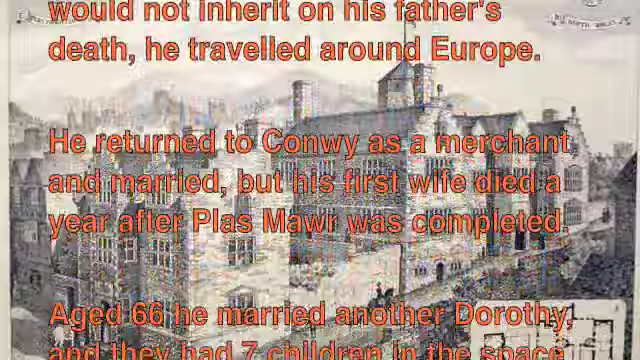 would not inherit on his father's
death, he travelled around Europe.
He returned to Conwy as a merchant
and married, but his first wife died a
year after Plas Mawr was completed.
Aged 66 he married another Dorothy,
and they had 7 children in the space